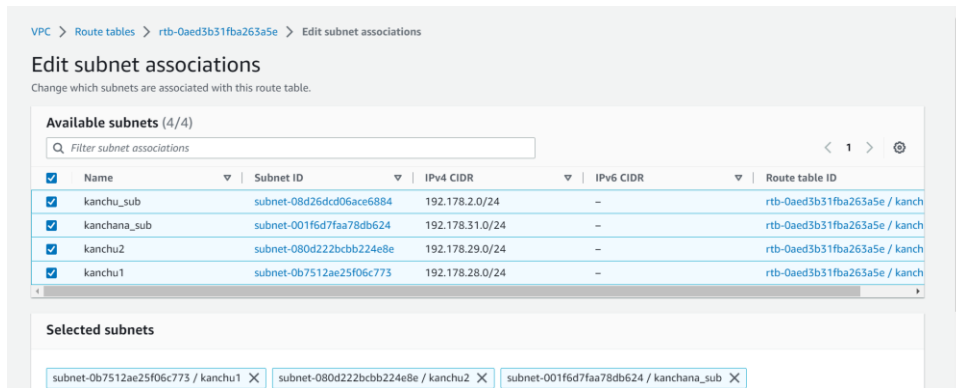 VPC > Route tables > rtb-0aed3b31fba263a5e > Edit subnet associations
Edit subnet associations
Change which subnets are associated with this route table.
Available subnets (4/4)
Filter subnet associations
< 1 >
Name Subnet ID IPv4 CIDR IPv6 CIDR Route table ID
kanchu_sub subnet-08d26dcd06ace6884 192.178.2.0/24 – rtb-0aed3b31fba263a5e / kanch
kanchana_sub subnet-001f6d7faa78db624 192.178.31.0/24 – rtb-0aed3b31fba263a5e / kanch
kanchu2 subnet-080d222bcbb224e8e 192.178.29.0/24 – rtb-0aed3b31fba263a5e / kanch
kanchu1 subnet-0b7512ae25f06c773 192.178.28.0/24 – rtb-0aed3b31fba263a5e / kanch
Selected subnets
subnet-0b7512ae25f06c773 / kanchu1 X subnet-080d222bcbb224e8e / kanchu2 X subnet-001f6d7faa78db624 / kanchana_sub X